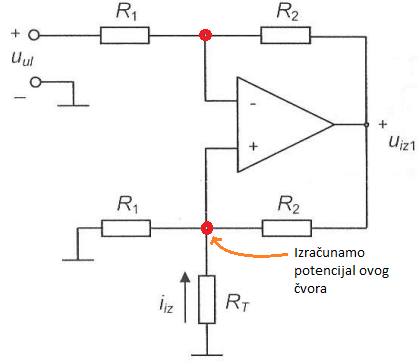 R1 R2
+
uul
−
-
+
+
uiz1
R1 R2
iiz RT
Izračunamo
potencijal ovog
čvora